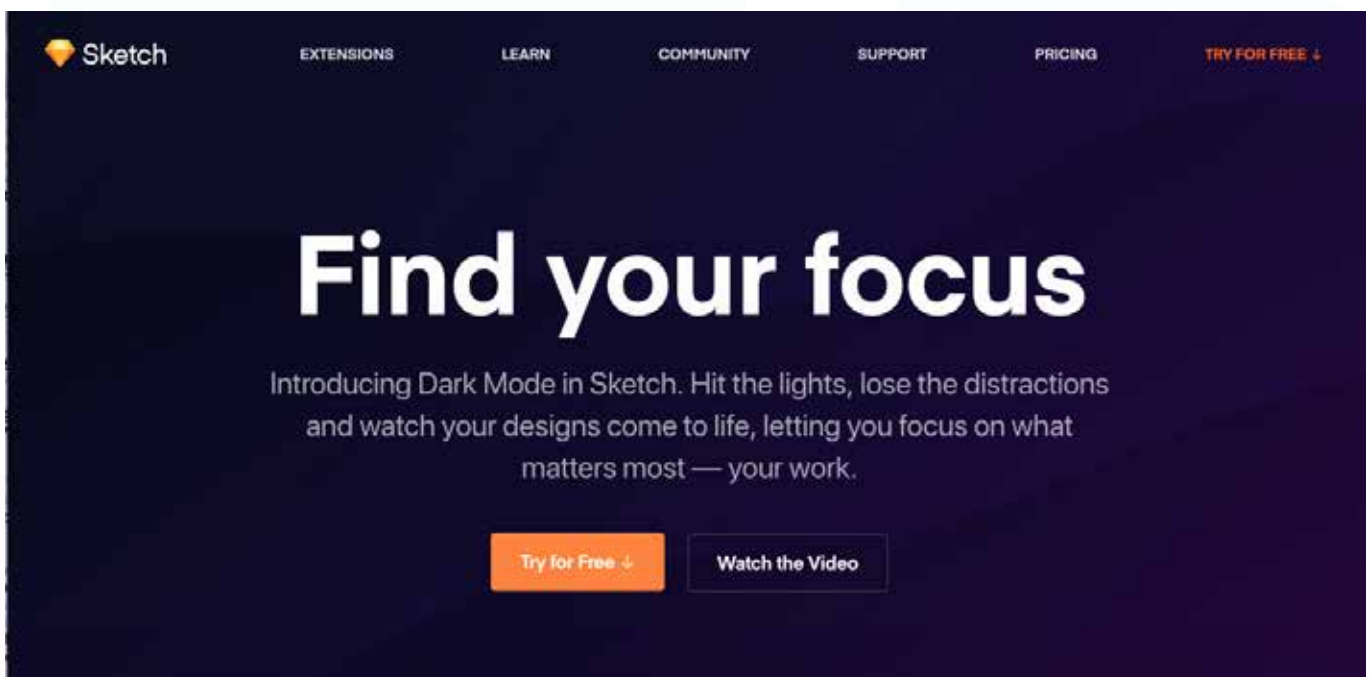 Sketch
EXTENSIONS
LEARN
COMMUNITY
SUPPORT
PRICING
TRY FOR FREE ↓
Find your focus
Introducing Dark Mode in Sketch. Hit the lights, lose the distractions
and watch your designs come to life, letting you focus on what
matters most — your work.
Try for Free ↓
Watch the Video